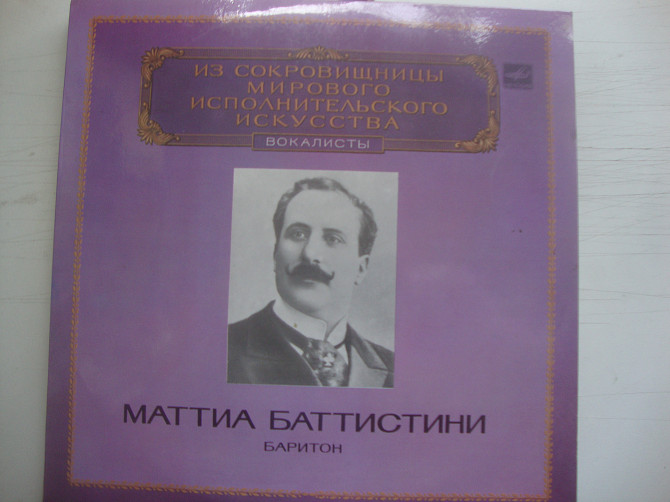 ИЗ СОКРОВИЩНИЦЫ
МИРОВОГО
ИСПОЛНИТЕЛЬСКОГО
ИСКУССТВА
ВОКАЛИСТЫ
МАТТИА БАТТИСТИНИ
БАРИТОН